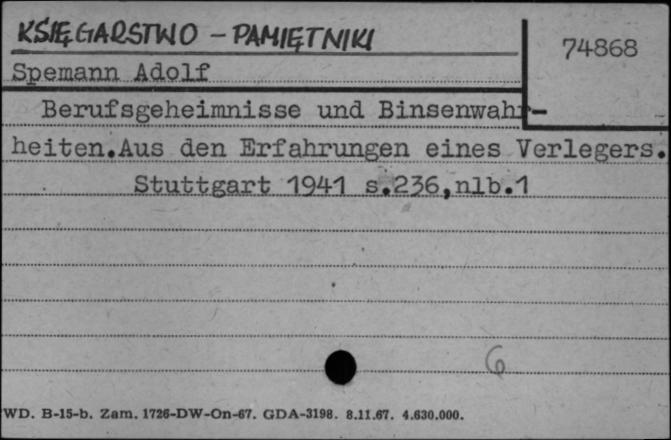 KSIĘGARSTWO – PAMIĘTNIKI
74868
Spemann Adolf
Berufsgeheimnisse und Binsenwahr-
heiten.Aus den Erfahrungen eines Verlegers.
Stuttgart 1941 s.236,nlb.1
6
WD. B-15-b. Zam. 1726-DW-On-67. GDA-3198. 8.11.67. 4.630.000.